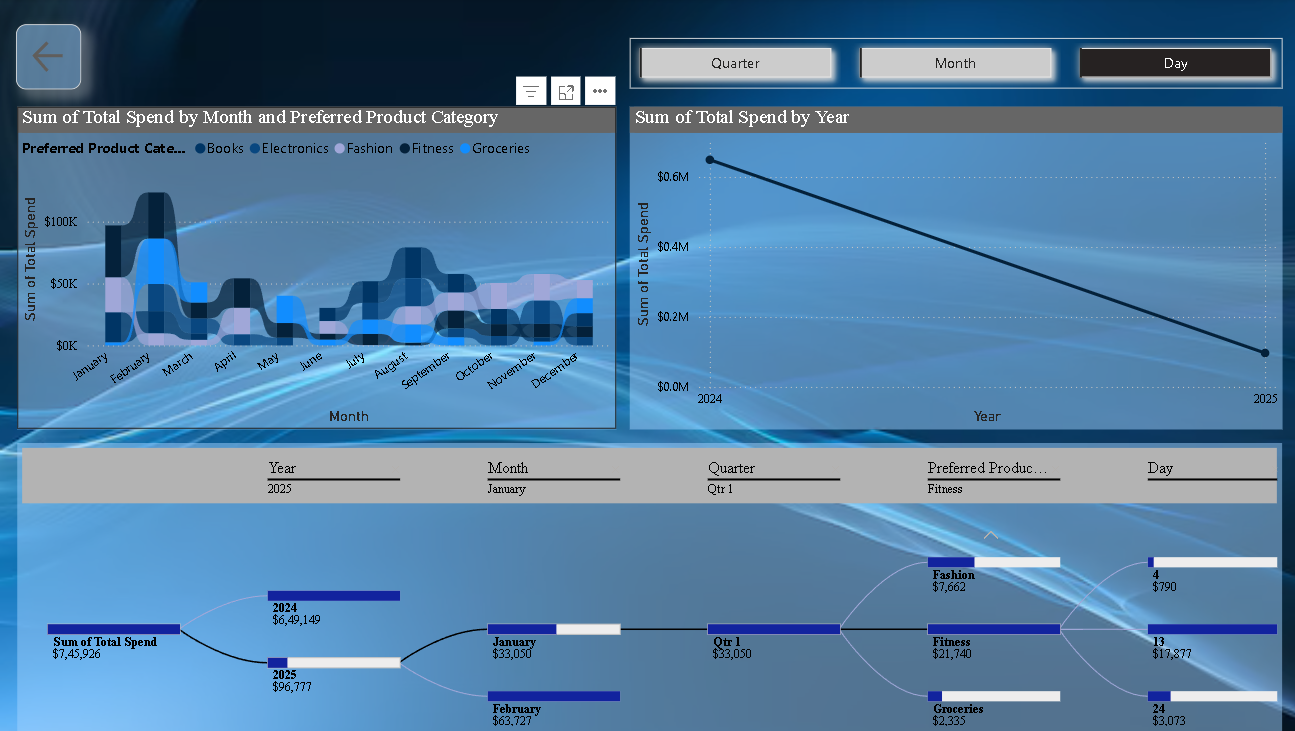 Quarter
Month
Day
Sum of Total Spend by Month and Preferred Product Category
Preferred Product Cate...
Books
Electronics
Fashion
Fitness
Groceries
Sum of Total Spend
$100K
$50K
$0K
January
February
March
April
May
June
July
August
September
October
November
December
Month
Sum of Total Spend by Year
Sum of Total Spend
$0.6M
$0.4M
$0.2M
$0.0M
2024
2025
Year
Year
2025
Month
January
Quarter
Qtr 1
Preferred Produc...
Fitness
Day
Sum of Total Spend
$7,45,926
2024
$6,49,149
2025
$96,777
January
$33,050
February
$63,727
Qtr 1
$33,050
Fashion
$7,662
Fitness
$21,740
Groceries
$2,335
4
$790
13
$17,877
24
$3,073